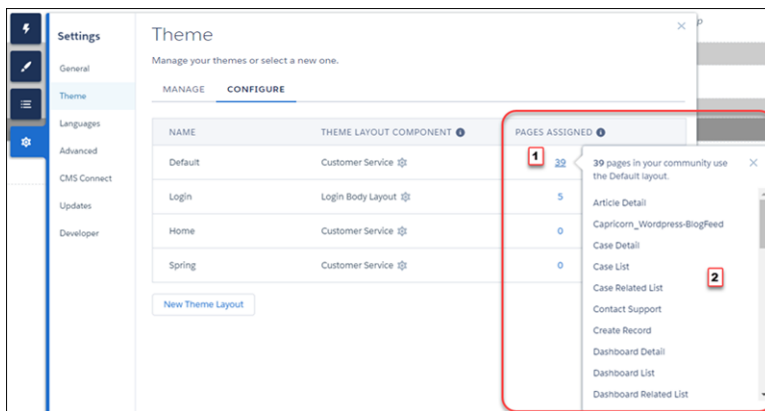 Settings
General
Theme
Languages
Advanced
CMS Connect
Updates
Developer
Theme
Manage your themes or select a new one.
MANAGE CONFIGURE
NAME THEME LAYOUT COMPONENT PAGES ASSIGNED
Default Customer Service 1 39
Login Login Body Layout 5
Home Customer Service 0
Spring Customer Service 0
New Theme Layout
39 pages in your community use
the Default layout.
Article Detail
Capricorn_Wordpress-BlogFeed
Case Detail
Case List
2
Case Related List
Contact Support
Create Record
Dashboard Detail
Dashboard List
Dashboard Related List